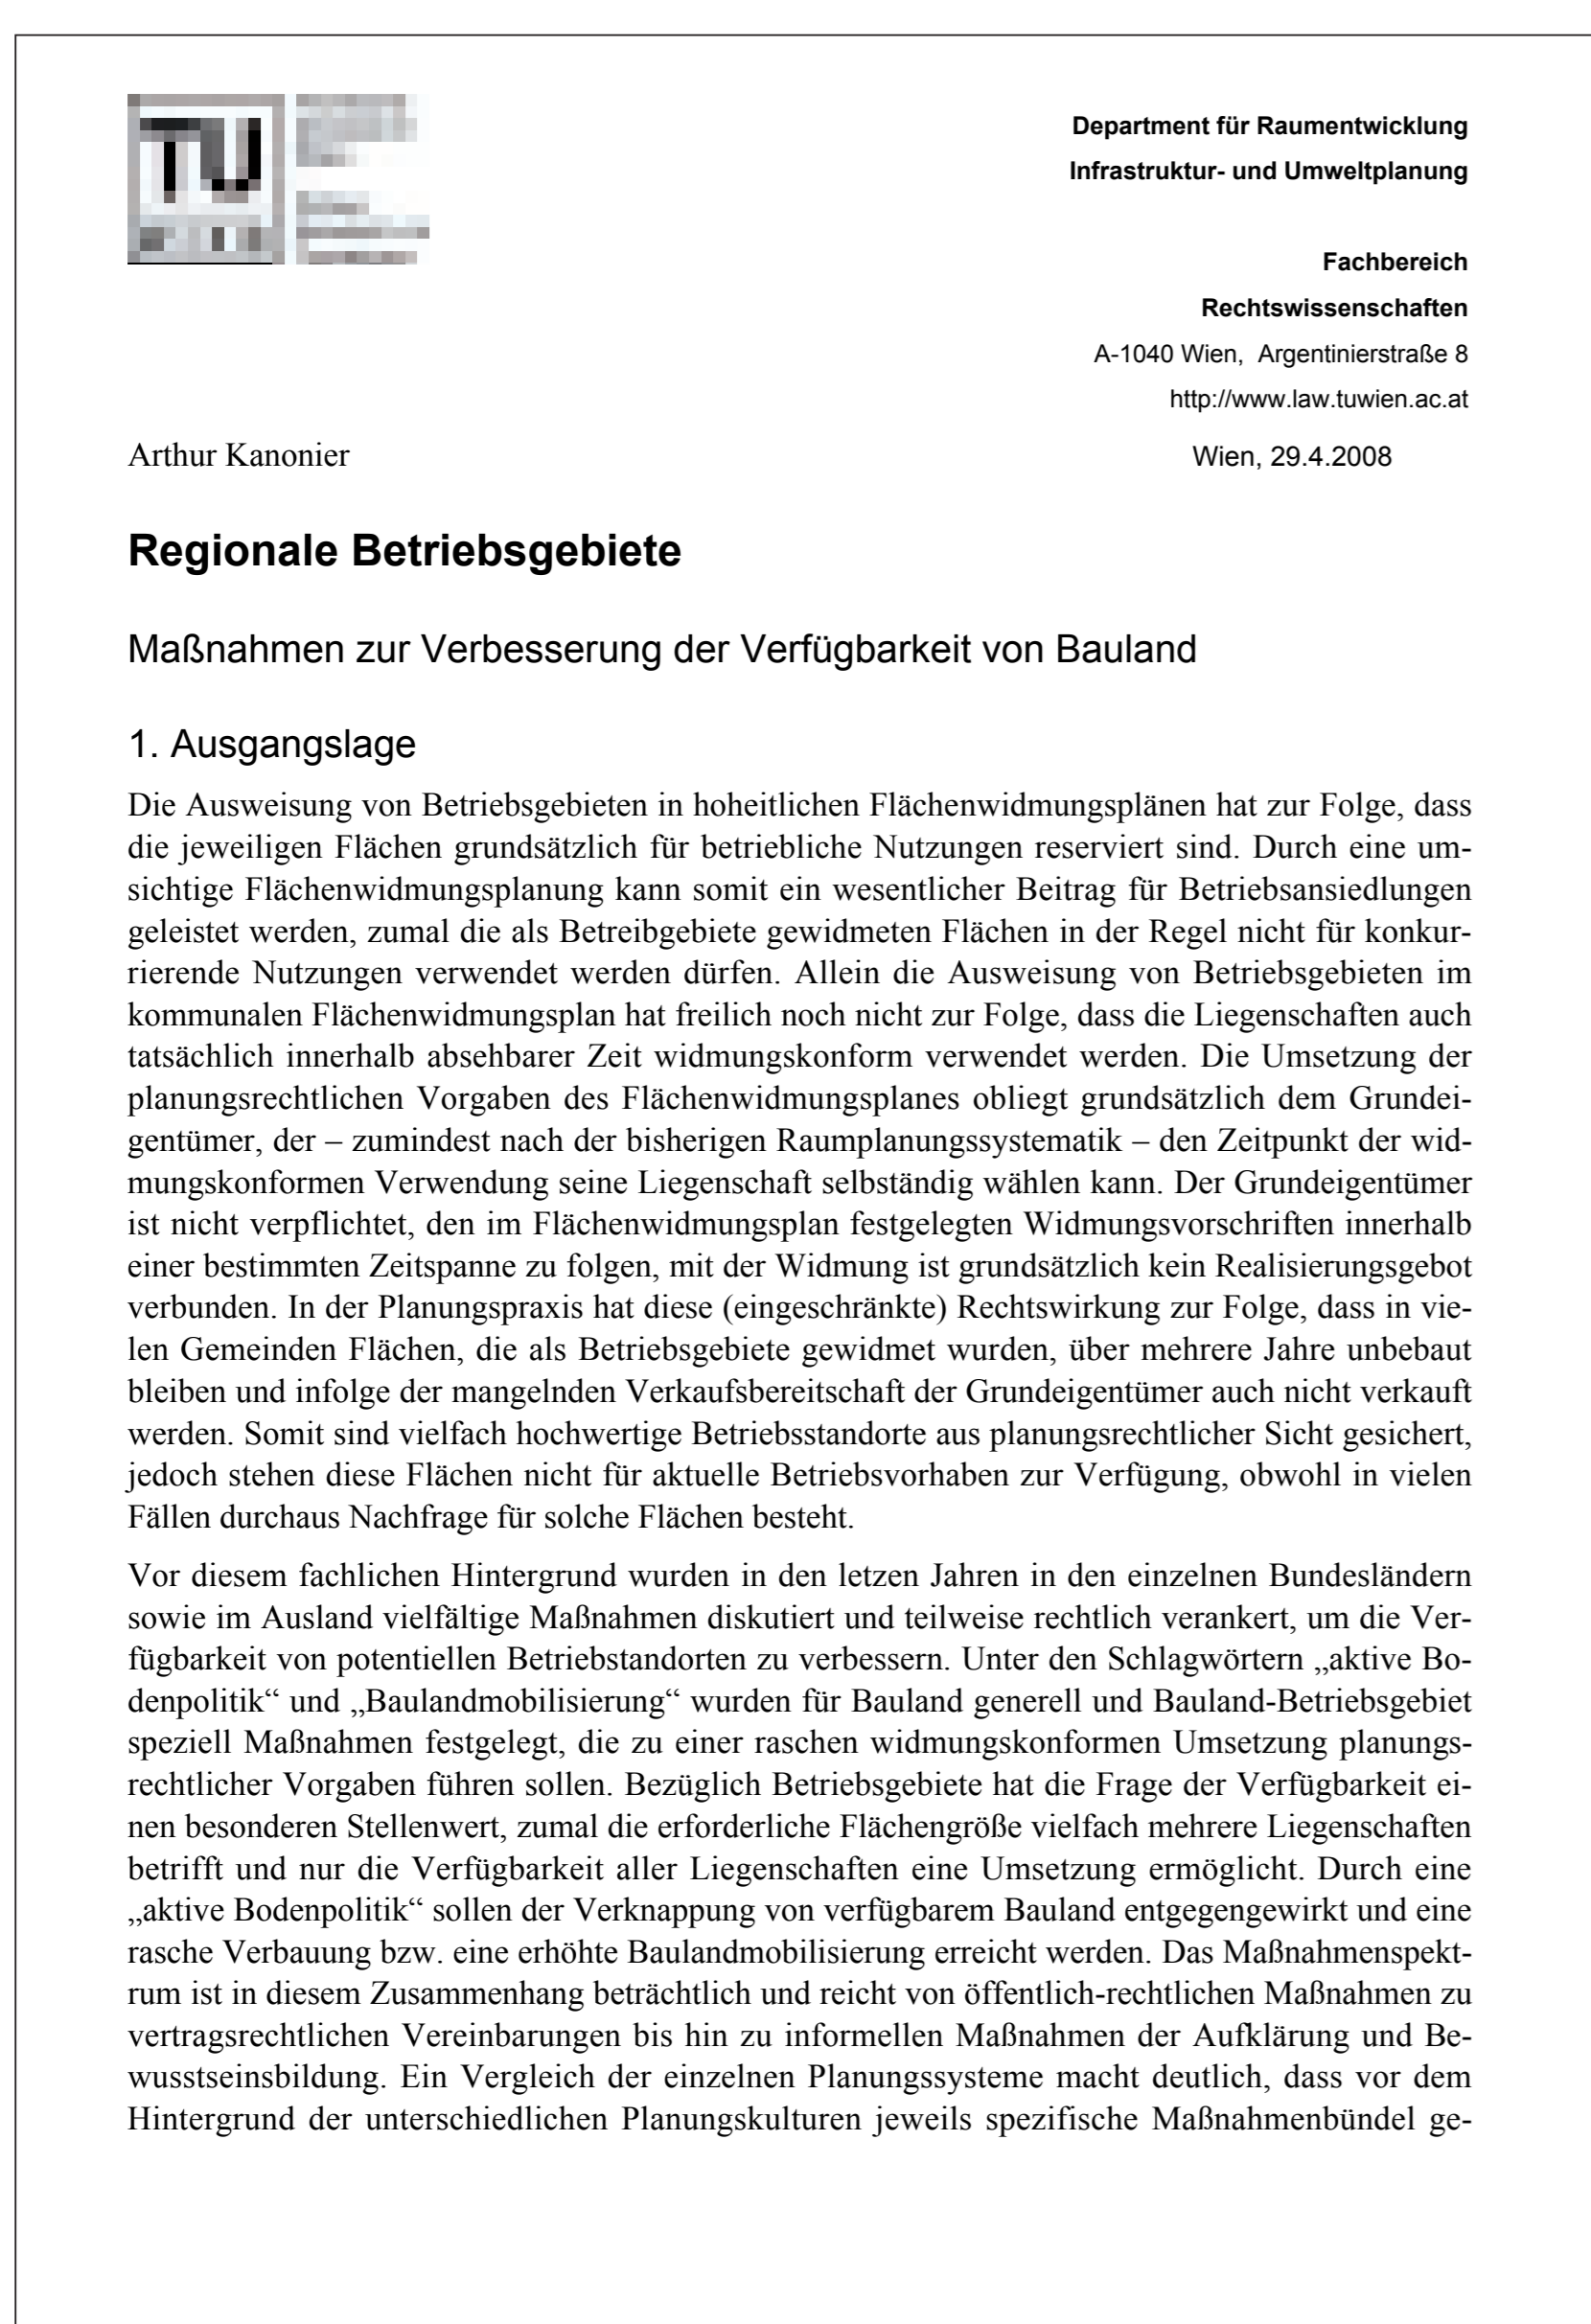 TU
Department für Raumentwicklung
Infrastruktur- und Umweltplanung
Fachbereich
Rechtswissenschaften
A-1040 Wien, Argentinierstraße 8
http://www.law.tuwien.ac.at
Arthur Kanonier
Wien, 29.4.2008
Regionale Betriebsgebiete
Maßnahmen zur Verbesserung der Verfügbarkeit von Bauland
1. Ausgangslage
Die Ausweisung von Betriebsgebieten in hoheitlichen Flächenwidmungsplänen hat zur Folge, dass
die jeweiligen Flächen grundsätzlich für betriebliche Nutzungen reserviert sind. Durch eine um-
sichtige Flächenwidmungsplanung kann somit ein wesentlicher Beitrag für Betriebsansiedlungen
geleistet werden, zumal die als Betreibgebiete gewidmeten Flächen in der Regel nicht für konkur-
rierende Nutzungen verwendet werden dürfen. Allein die Ausweisung von Betriebsgebieten im
kommunalen Flächenwidmungsplan hat freilich noch nicht zur Folge, dass die Liegenschaften auch
tatsächlich innerhalb absehbarer Zeit widmungskonform verwendet werden. Die Umsetzung der
planungsrechtlichen Vorgaben des Flächenwidmungsplanes obliegt grundsätzlich dem Grundei-
gentümer, der – zumindest nach der bisherigen Raumplanungssystematik – den Zeitpunkt der wid-
mungskonformen Verwendung seine Liegenschaft selbständig wählen kann. Der Grundeigentümer
ist nicht verpflichtet, den im Flächenwidmungsplan festgelegten Widmungsvorschriften innerhalb
einer bestimmten Zeitspanne zu folgen, mit der Widmung ist grundsätzlich kein Realisierungsgebot
verbunden. In der Planungspraxis hat diese (eingeschränkte) Rechtswirkung zur Folge, dass in vie-
len Gemeinden Flächen, die als Betriebsgebiete gewidmet wurden, über mehrere Jahre unbebaut
bleiben und infolge der mangelnden Verkaufsbereitschaft der Grundeigentümer auch nicht verkauft
werden. Somit sind vielfach hochwertige Betriebsstandorte aus planungsrechtlicher Sicht gesichert,
jedoch stehen diese Flächen nicht für aktuelle Betriebsvorhaben zur Verfügung, obwohl in vielen
Fällen durchaus Nachfrage für solche Flächen besteht.
Vor diesem fachlichen Hintergrund wurden in den letzen Jahren in den einzelnen Bundesländern
sowie im Ausland vielfältige Maßnahmen diskutiert und teilweise rechtlich verankert, um die Ver-
fügbarkeit von potentiellen Betriebstandorten zu verbessern. Unter den Schlagwörtern „aktive Bo-
denpolitik“ und „Baulandmobilisierung“ wurden für Bauland generell und Bauland-Betriebsgebiet
speziell Maßnahmen festgelegt, die zu einer raschen widmungskonformen Umsetzung planungs-
rechtlicher Vorgaben führen sollen. Bezüglich Betriebsgebiete hat die Frage der Verfügbarkeit ei-
nen besonderen Stellenwert, zumal die erforderliche Flächengröße vielfach mehrere Liegenschaften
betrifft und nur die Verfügbarkeit aller Liegenschaften eine Umsetzung ermöglicht. Durch eine
„aktive Bodenpolitik“ sollen der Verknappung von verfügbarem Bauland entgegengewirkt und eine
rasche Verbauung bzw. eine erhöhte Baulandmobilisierung erreicht werden. Das Maßnahmenspekt-
rum ist in diesem Zusammenhang beträchtlich und reicht von öffentlich-rechtlichen Maßnahmen zu
vertragsrechtlichen Vereinbarungen bis hin zu informellen Maßnahmen der Aufklärung und Be-
wusstseinsbildung. Ein Vergleich der einzelnen Planungssysteme macht deutlich, dass vor dem
Hintergrund der unterschiedlichen Planungskulturen jeweils spezifische Maßnahmenbündel ge-